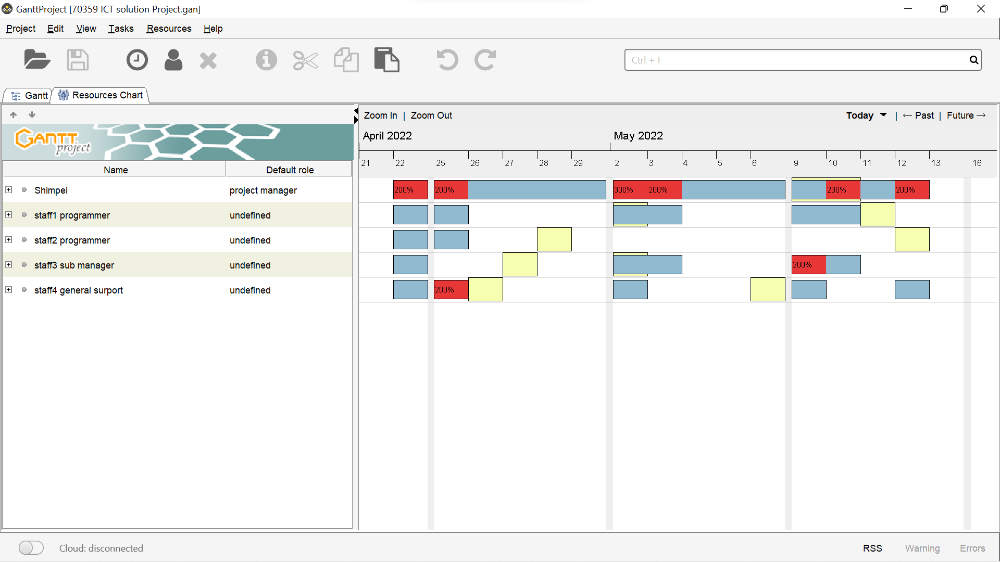 GanttProject [70359 ICT solution Project.gan]
Project Edit View Tasks Resources Help
Ctrl + F
Gantt Resources Chart
Zoom In | Zoom Out Today | ← Past | Future →
GANTT project
April 2022 May 2022
21 22 25 26 27 28 29 2 3 4 5 6 9 10 11 12 13 16
Name Default role
Shimpei project manager 200% 200% 300% 200% 200% 200%
staff1 programmer undefined
staff2 programmer undefined
staff3 sub manager undefined 200%
staff4 general surport undefined 200%
Cloud: disconnected RSS Warning Errors